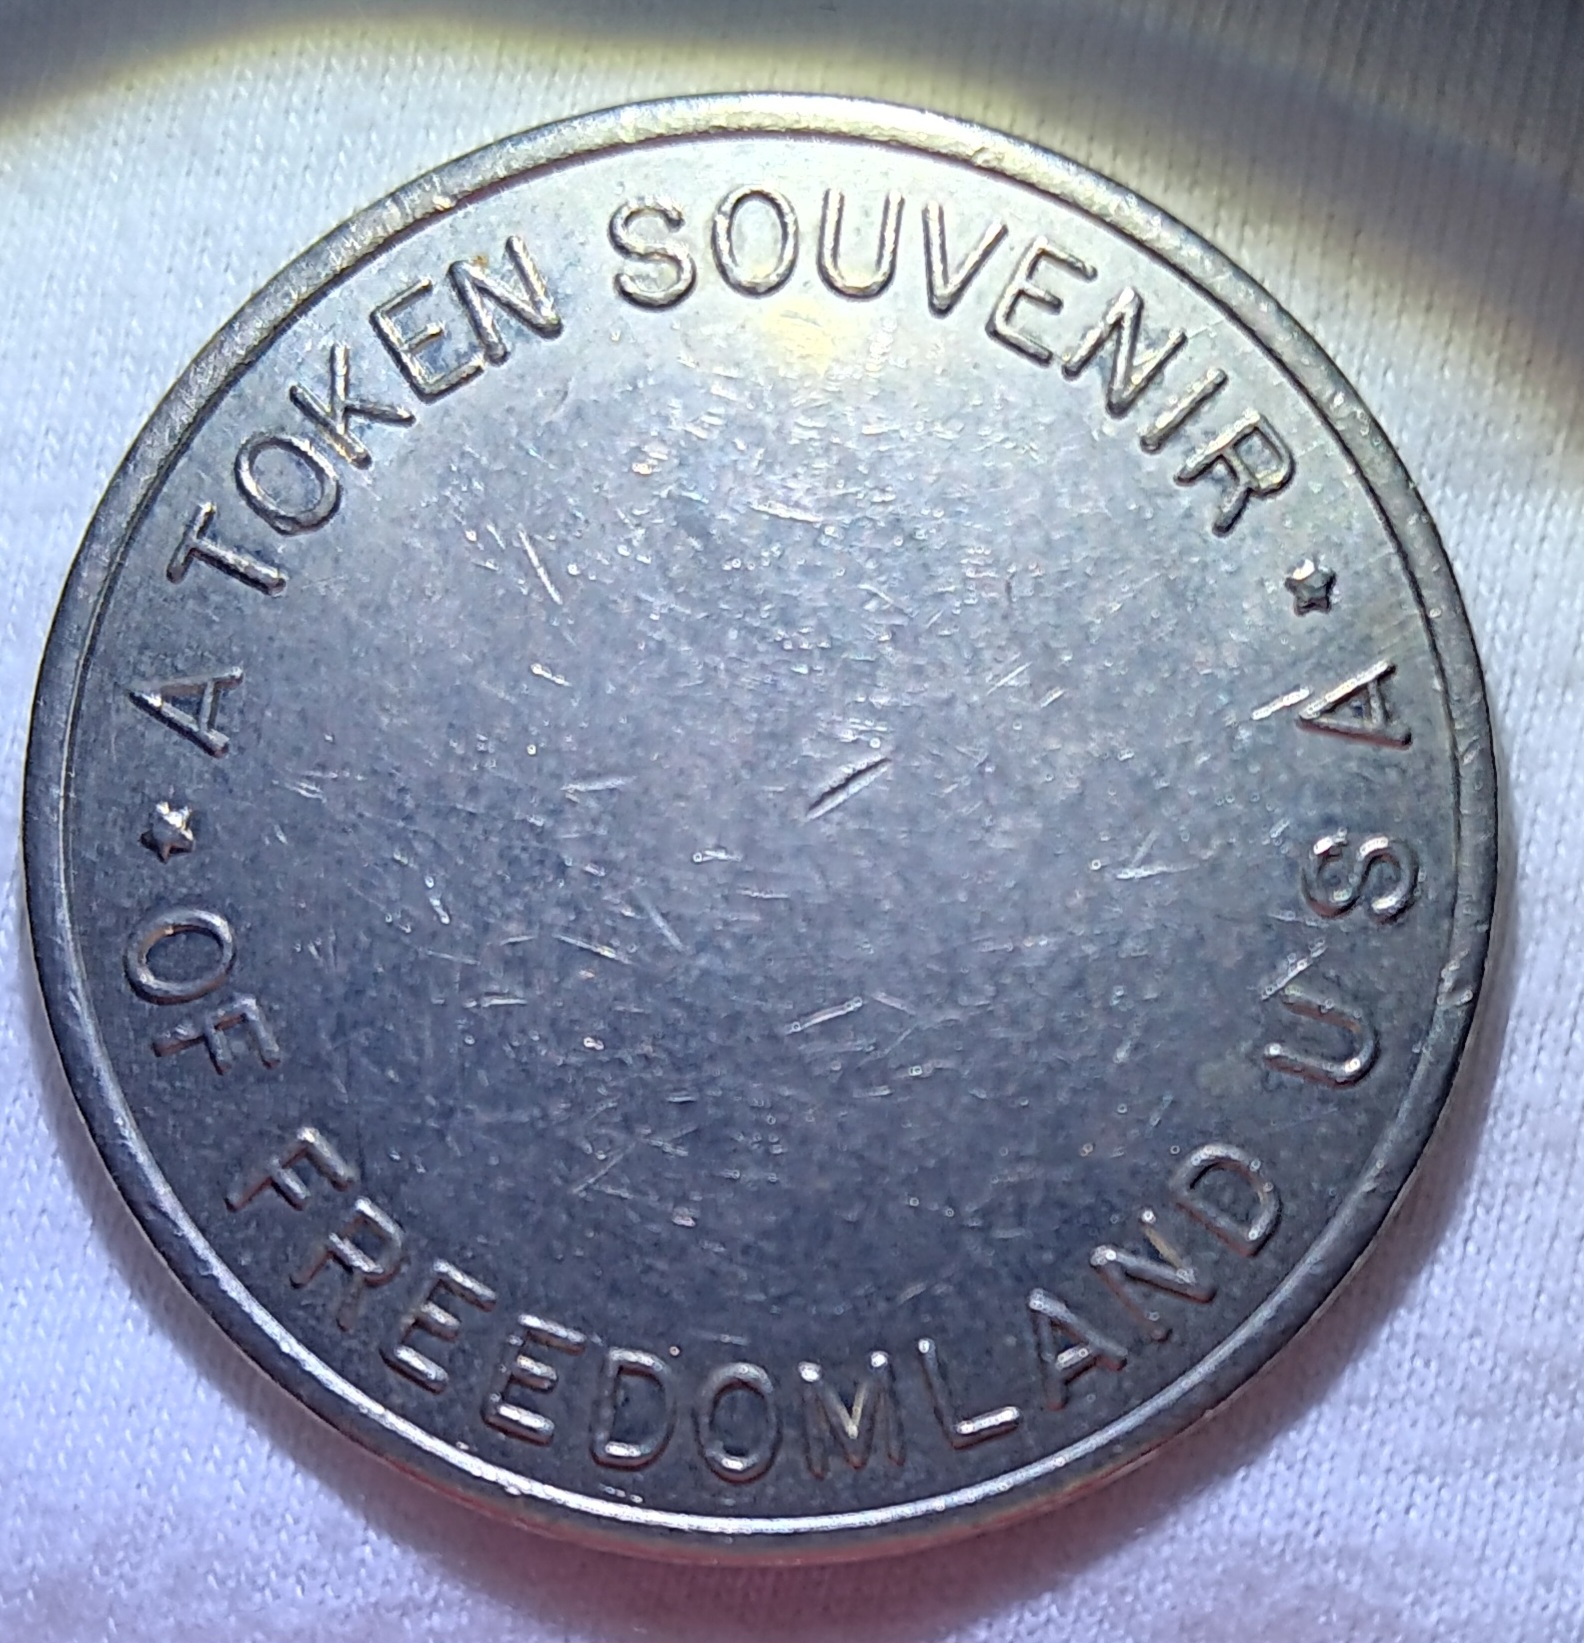 A TOKEN SOUVENIR
OF FREEDOMLAND U S A